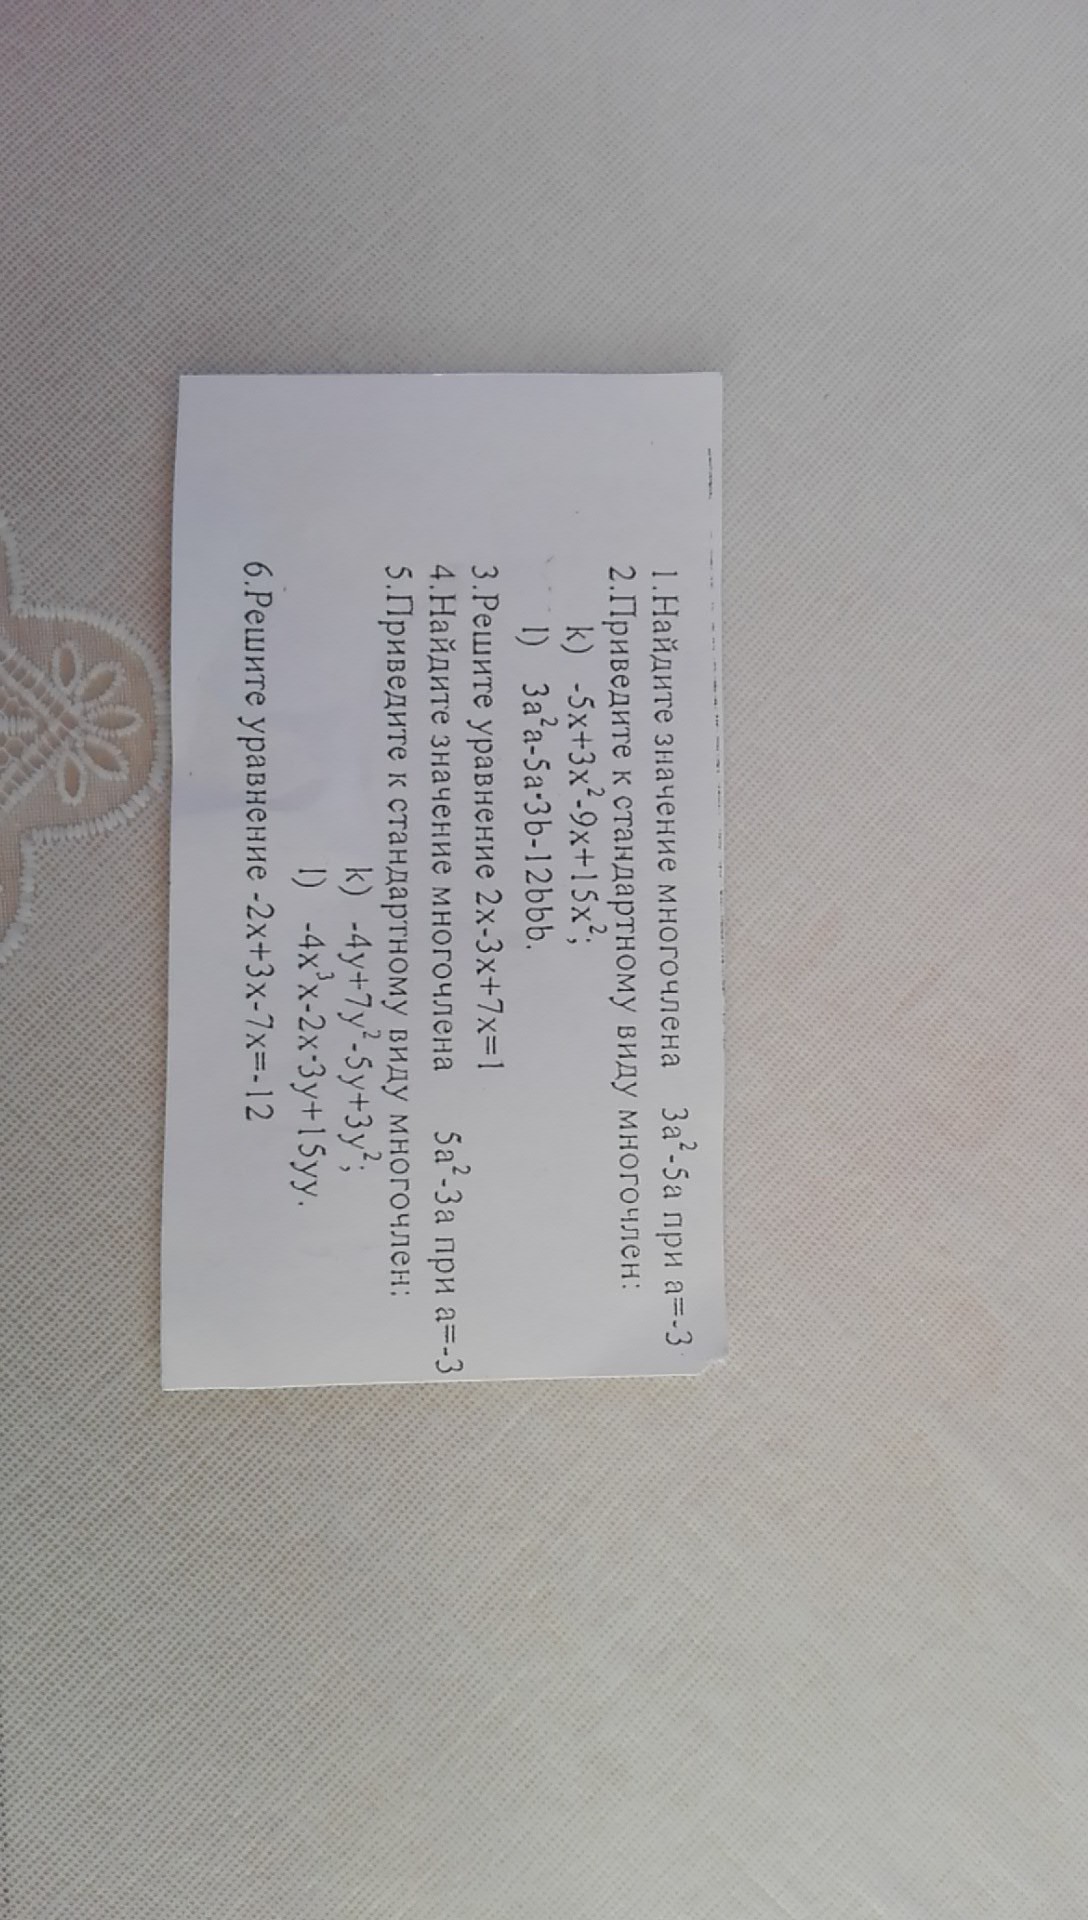 1.Найдите значение многочлена 3a²-5a при a=-3
2.Приведите к стандартному виду многочлен:
k) -5x+3x²-9x+15x²;
l) 3a²a-5a·3b-12bbb.
3.Решите уравнение 2x-3x+7x=1
4.Найдите значение многочлена 5a²-3a при a=-3
5.Приведите к стандартному виду многочлен:
k) -4y+7y²-5y+3y²;
l) -4x³x-2x·3y+15yy.
6.Решите уравнение -2x+3x-7x=-12